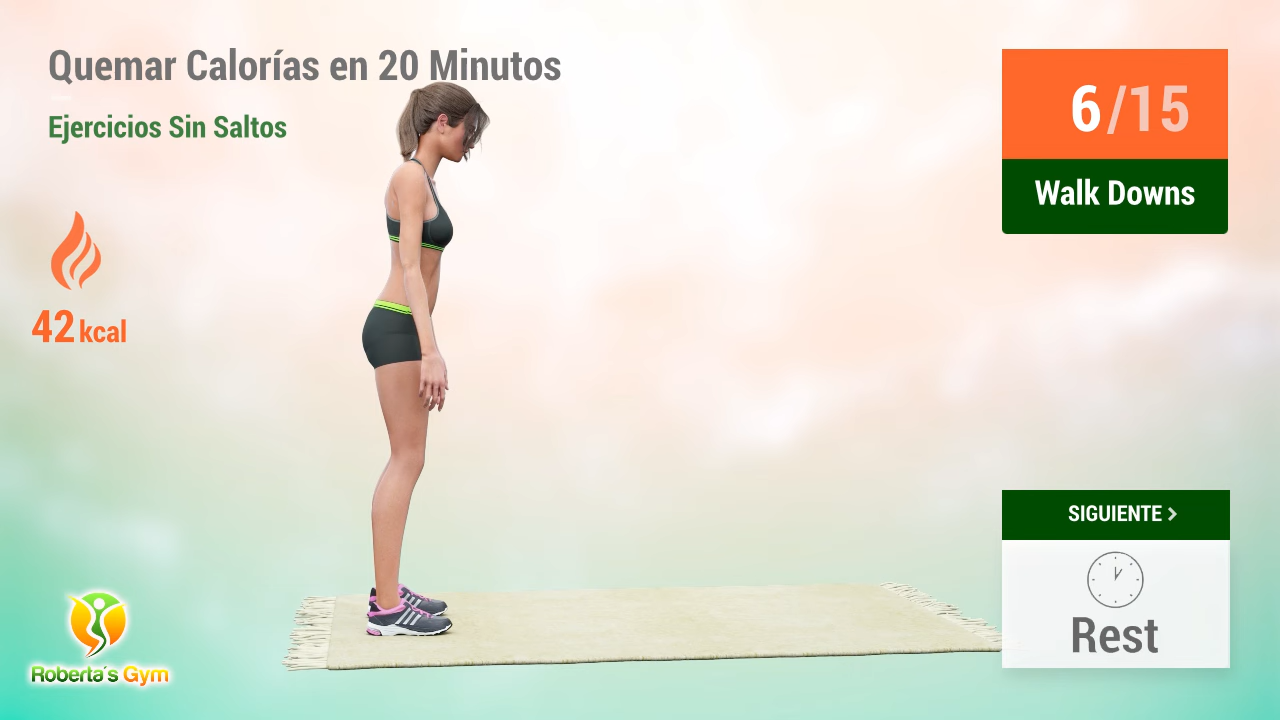 Quemar Calorías en 20 Minutos
Ejercicios Sin Saltos
6/15
Walk Downs
42 kcal
SIGUIENTE >
Rest
Roberta´s Gym